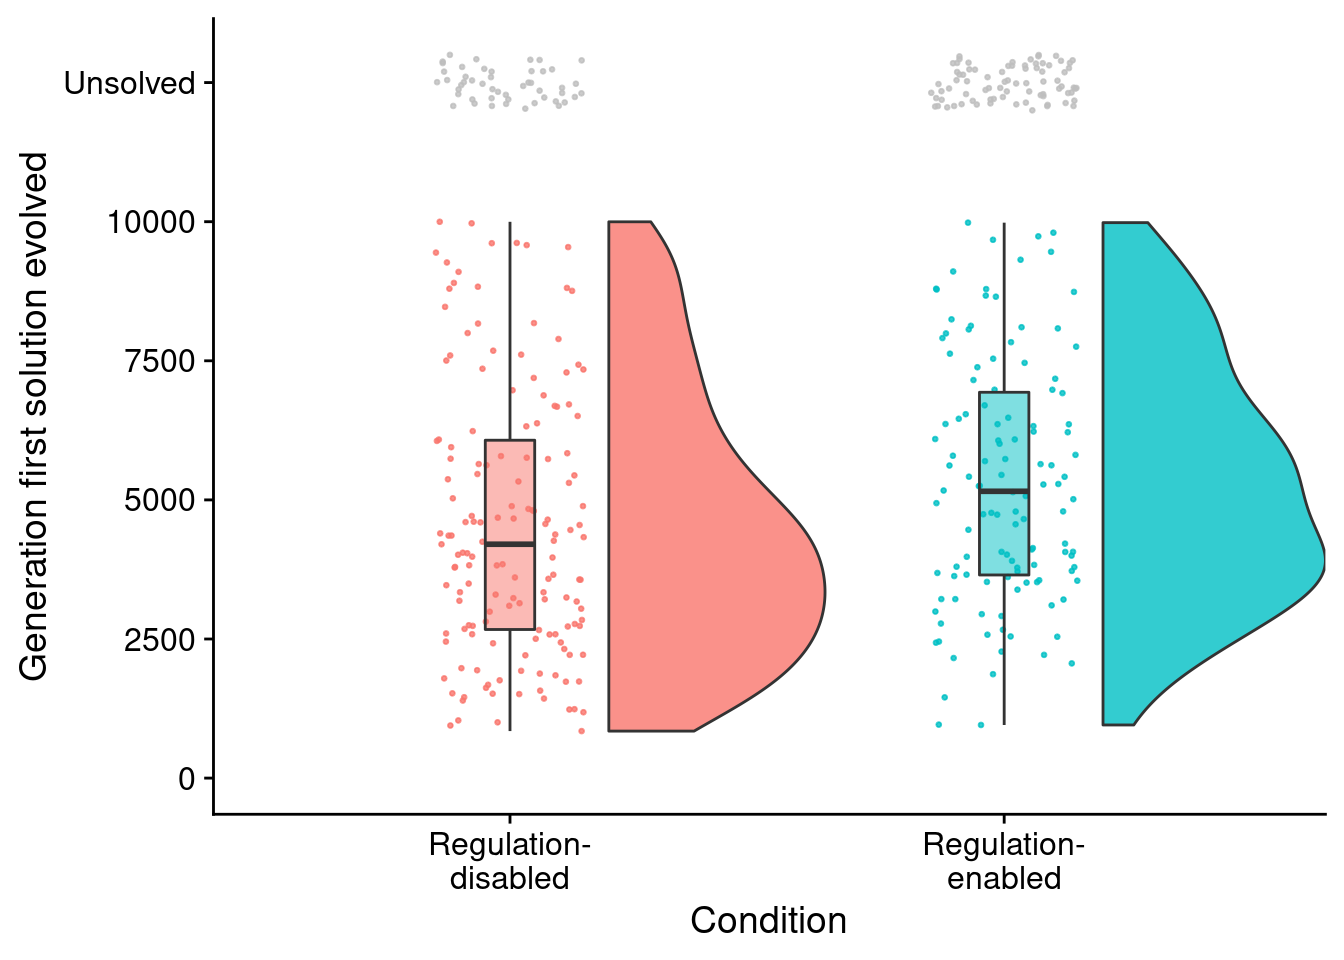 Generation first solution evolved
Unsolved
10000
7500
5000
2500
0
Regulation-
disabled
Regulation-
enabled
Condition